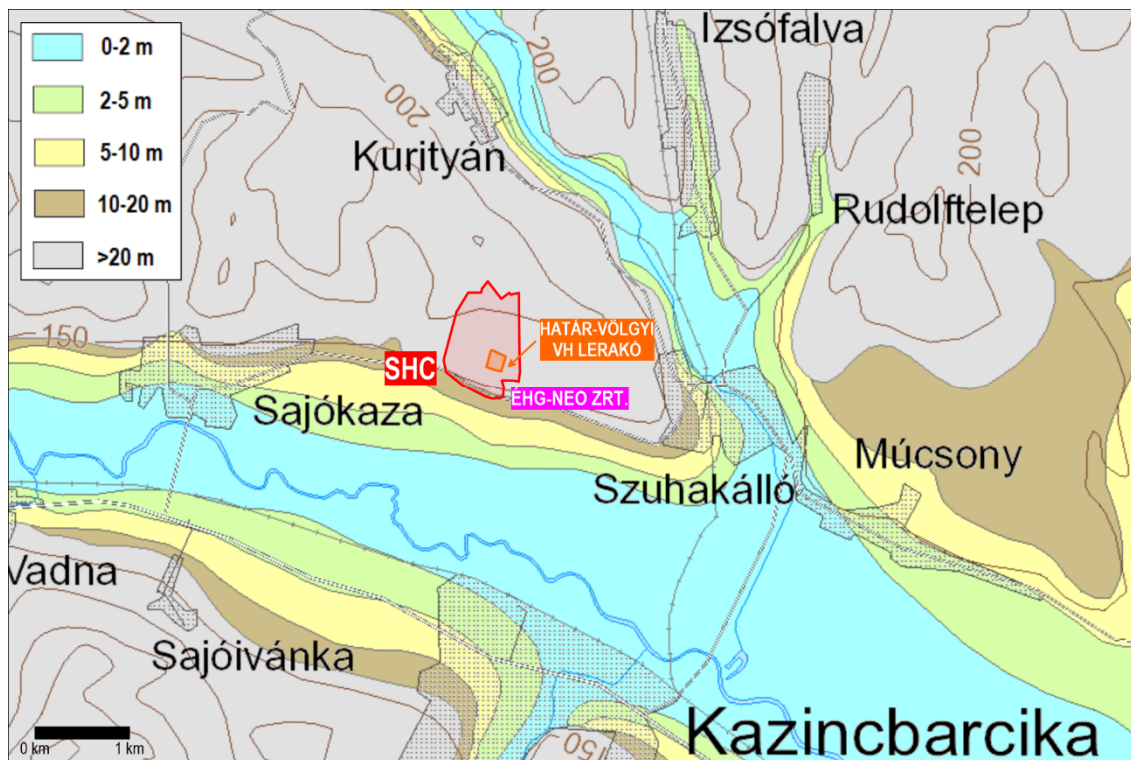 0-2 m
2-5 m
5-10 m
10-20 m
>20 m
Izsófalva
200
200
Kurityán
200
Rudolftelep
150
HATÁR-VÖLGYI
VH LERAKÓ
SHC
ÉHG-NEO ZRT.
Sajókaza
Múcsony
Szuhakálló
Vadna
Sajóivánka
Kazincbarcika
150
0 km
1 km